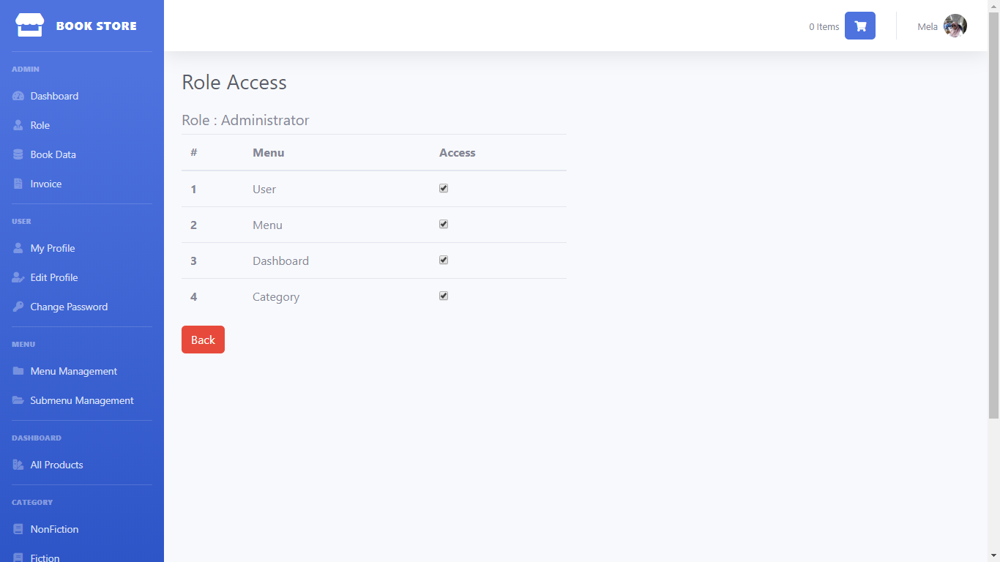 BOOK STORE
0 Items
Mela
ADMIN
Dashboard
Role
Book Data
Invoice
USER
My Profile
Edit Profile
Change Password
MENU
Menu Management
Submenu Management
DASHBOARD
All Products
CATEGORY
NonFiction
Fiction
Role Access
Role : Administrator
# Menu Access
1 User
2 Menu
3 Dashboard
4 Category
Back